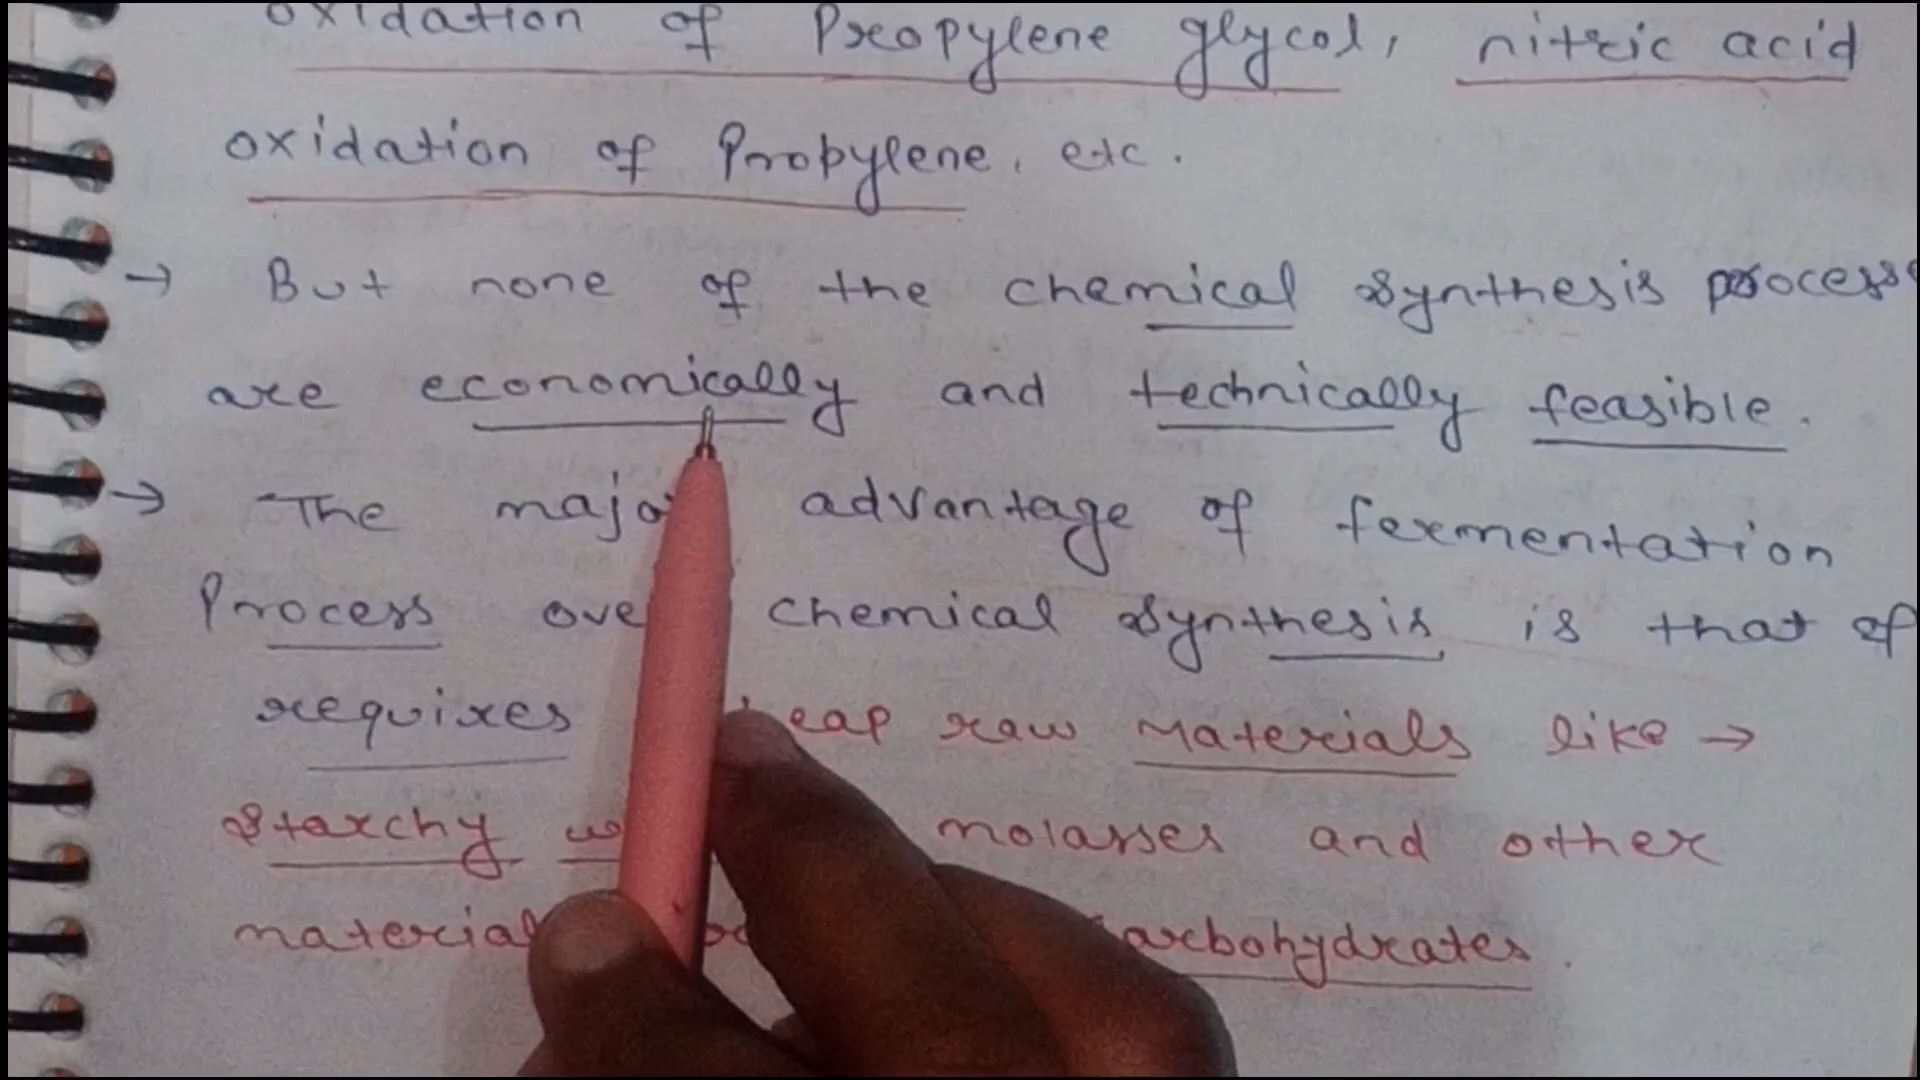 oxidation of Propylene glycol, nitric acid
oxidation of Propylene, etc.
→ But none of the chemical synthesis process
are economically and technically feasible.
→ The major advantage of fermentation
Process over chemical synthesis is that of
requires raw materials like →
starchy molasses and other
material carbohydrates.